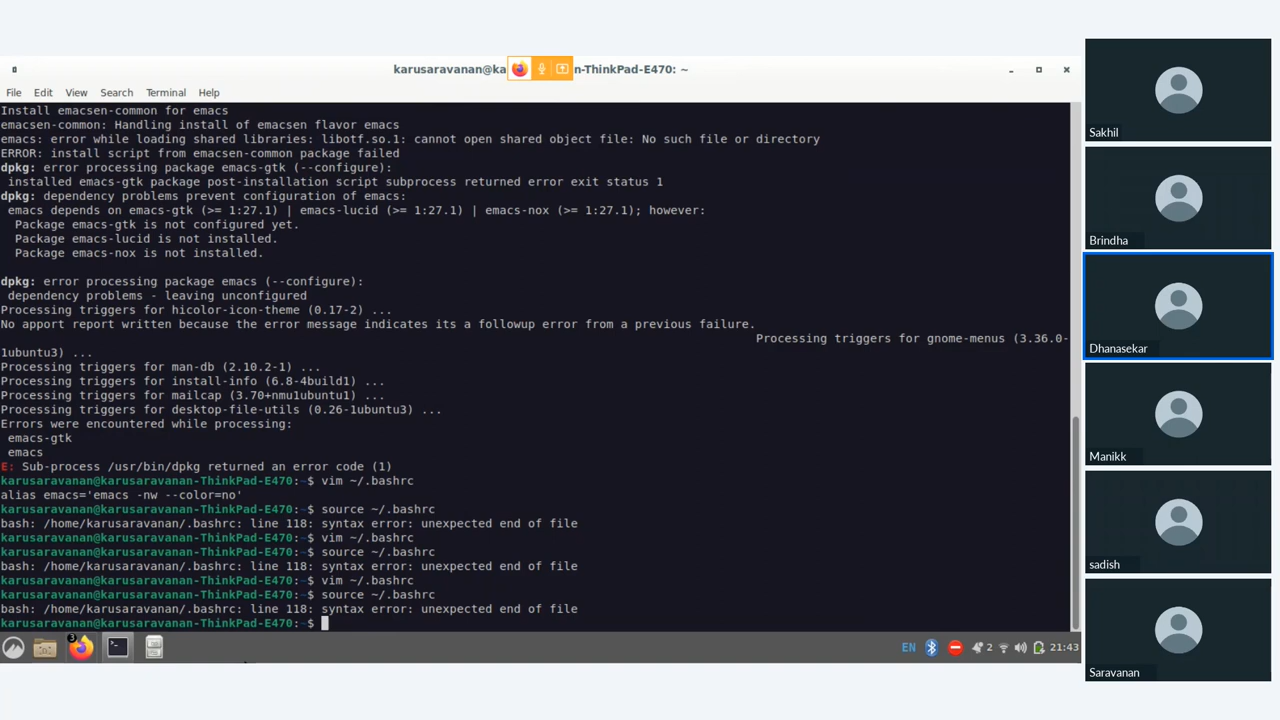 karusaravanan@ka n-ThinkPad-E470: ~
File Edit View Search Terminal Help
Install emacsen-common for emacs
emacsen-common: Handling install of emacsen flavor emacs
emacs: error while loading shared libraries: libotf.so.1: cannot open shared object file: No such file or directory
ERROR: install script from emacsen-common package failed
dpkg: error processing package emacs-gtk (--configure):
 installed emacs-gtk package post-installation script subprocess returned error exit status 1
dpkg: dependency problems prevent configuration of emacs:
 emacs depends on emacs-gtk (>= 1:27.1) | emacs-lucid (>= 1:27.1) | emacs-nox (>= 1:27.1); however:
  Package emacs-gtk is not configured yet.
  Package emacs-lucid is not installed.
  Package emacs-nox is not installed.
dpkg: error processing package emacs (--configure):
 dependency problems - leaving unconfigured
Processing triggers for hicolor-icon-theme (0.17-2) ...
No apport report written because the error message indicates its a followup error from a previous failure.
Processing triggers for gnome-menus (3.36.0-
1ubuntu3) ...
Processing triggers for man-db (2.10.2-1) ...
Processing triggers for install-info (6.8-4build1) ...
Processing triggers for mailcap (3.70+nmu1ubuntu1) ...
Processing triggers for desktop-file-utils (0.26-1ubuntu3) ...
Errors were encountered while processing:
 emacs-gtk
 emacs
E: Sub-process /usr/bin/dpkg returned an error code (1)
karusaravanan@karusaravanan-ThinkPad-E470:~$ vim ~/.bashrc
alias emacs='emacs -nw --color=no'
karusaravanan@karusaravanan-ThinkPad-E470:~$ source ~/.bashrc
bash: /home/karusaravanan/.bashrc: line 118: syntax error: unexpected end of file
karusaravanan@karusaravanan-ThinkPad-E470:~$ vim ~/.bashrc
karusaravanan@karusaravanan-ThinkPad-E470:~$ source ~/.bashrc
bash: /home/karusaravanan/.bashrc: line 118: syntax error: unexpected end of file
karusaravanan@karusaravanan-ThinkPad-E470:~$ vim ~/.bashrc
karusaravanan@karusaravanan-ThinkPad-E470:~$ source ~/.bashrc
bash: /home/karusaravanan/.bashrc: line 118: syntax error: unexpected end of file
karusaravanan@karusaravanan-ThinkPad-E470:~$
3
EN 2 21:43
Sakhil
Brindha
Dhanasekar
Manikk
sadish
Saravanan